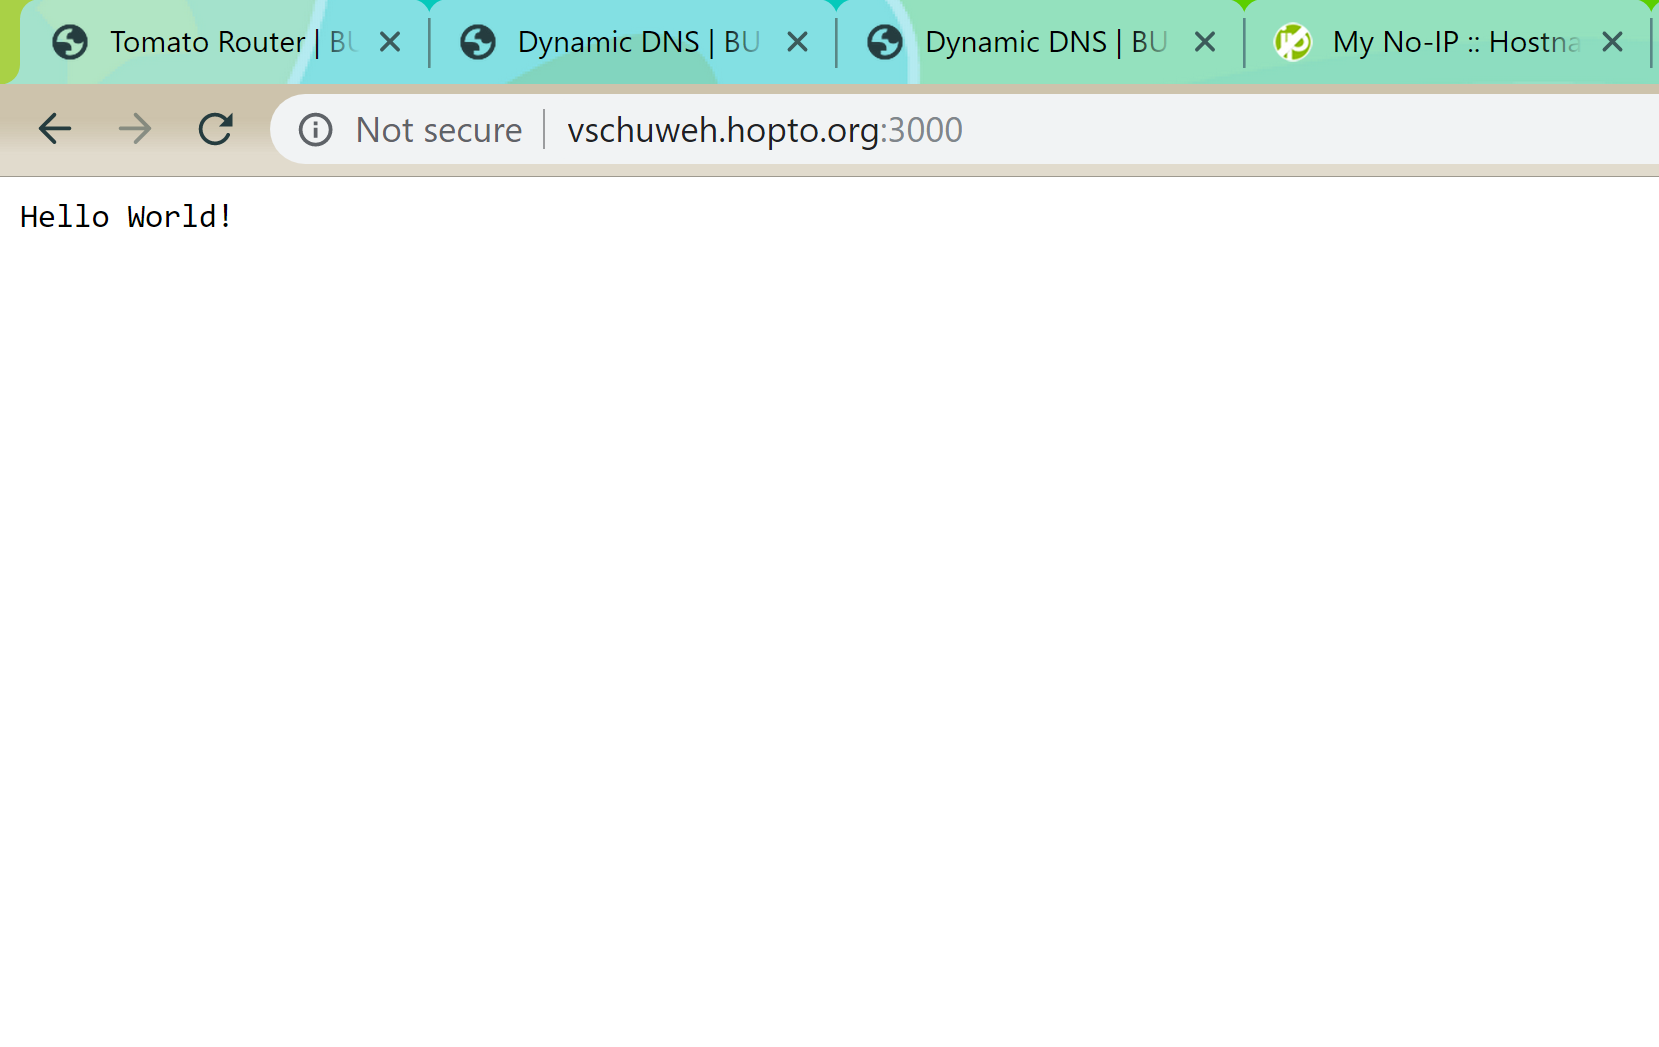 Tomato Router | BU
Dynamic DNS | BU
Dynamic DNS | BU
My No-IP :: Hostna
Not secure
vschuweh.hopto.org:3000
Hello World!